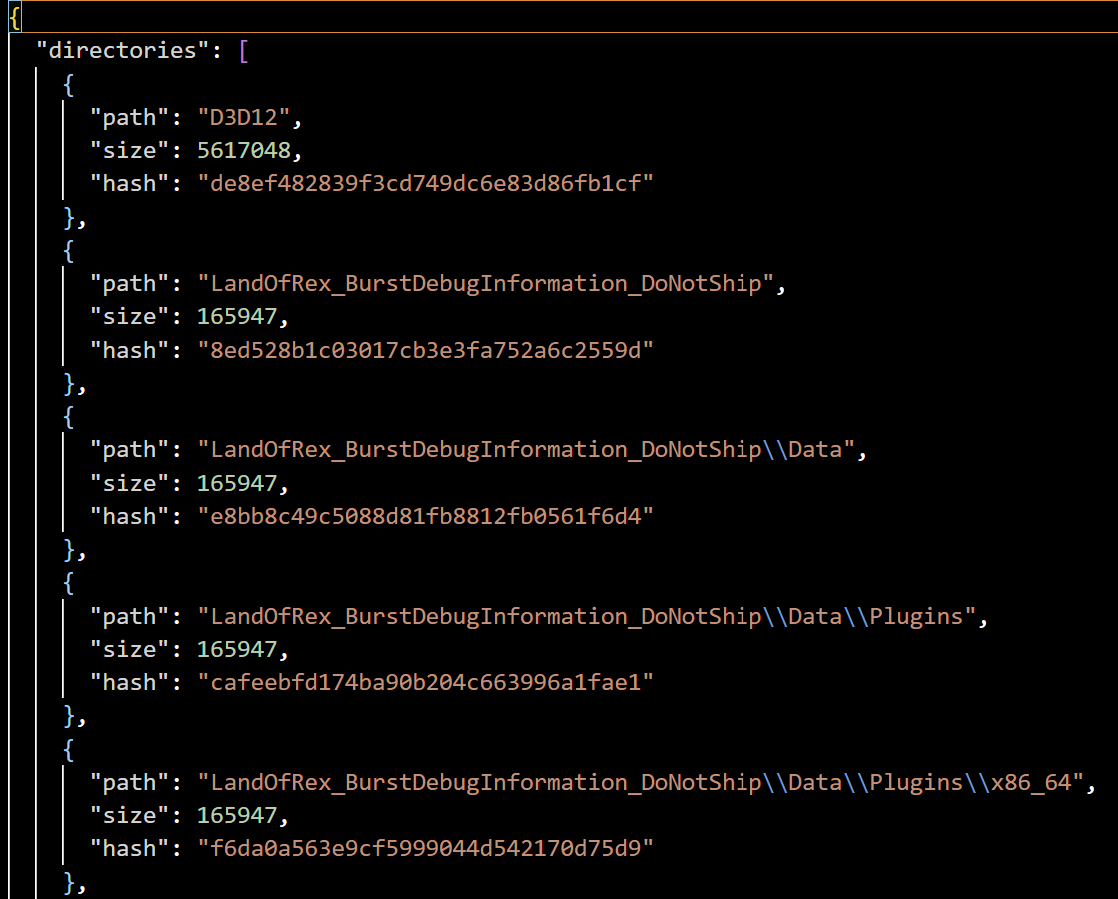 {
"directories": [
{
"path": "D3D12",
"size": 5617048,
"hash": "de8ef482839f3cd749dc6e83d86fb1cf"
},
{
"path": "LandOfRex_BurstDebugInformation_DoNotShip",
"size": 165947,
"hash": "8ed528b1c03017cb3e3fa752a6c2559d"
},
{
"path": "LandOfRex_BurstDebugInformation_DoNotShip\\Data",
"size": 165947,
"hash": "e8bb8c49c5088d81fb8812fb0561f6d4"
},
{
"path": "LandOfRex_BurstDebugInformation_DoNotShip\\Data\\Plugins",
"size": 165947,
"hash": "cafeebfd174ba90b204c663996a1fae1"
},
{
"path": "LandOfRex_BurstDebugInformation_DoNotShip\\Data\\Plugins\\x86_64",
"size": 165947,
"hash": "f6da0a563e9cf5999044d542170d75d9"
},